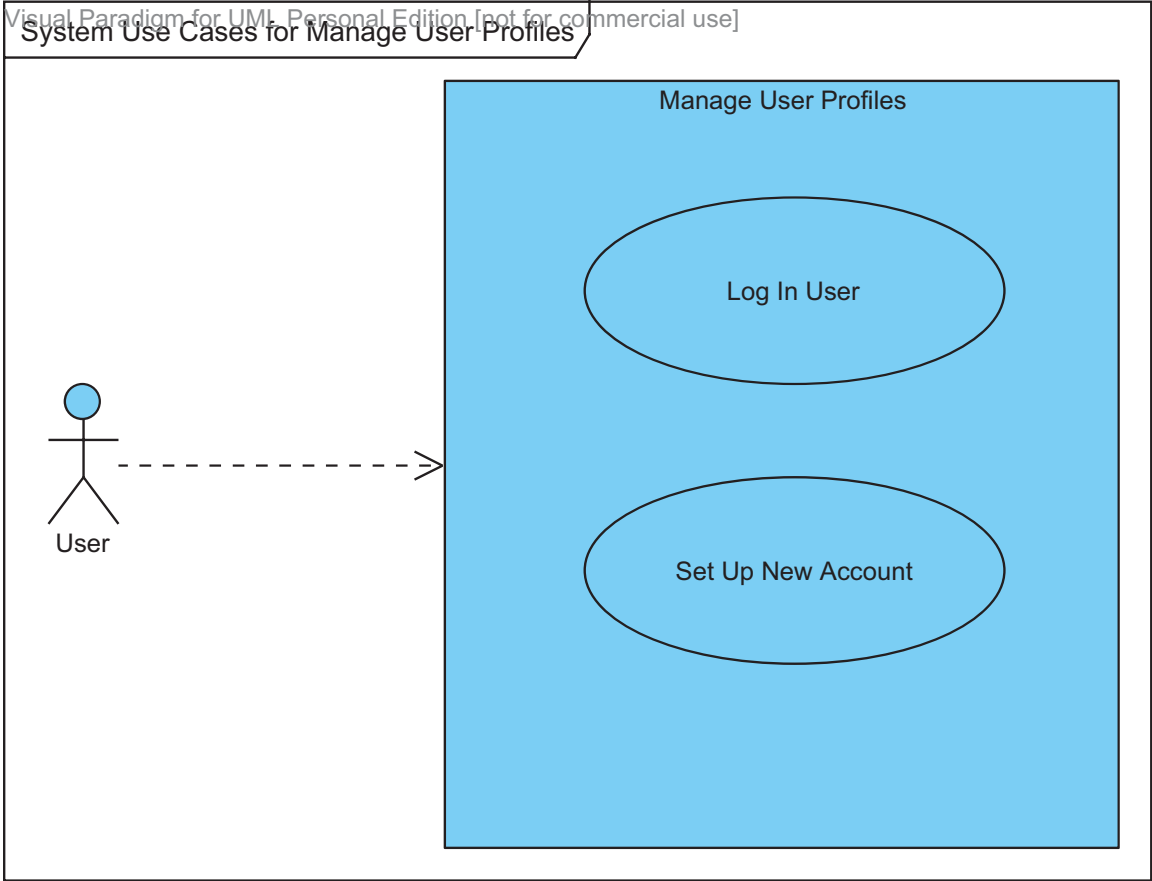 Visual Paradigm for UML Personal Edition [not for commercial use]
System Use Cases for Manage User Profiles
Manage User Profiles
Log In User
User
Set Up New Account